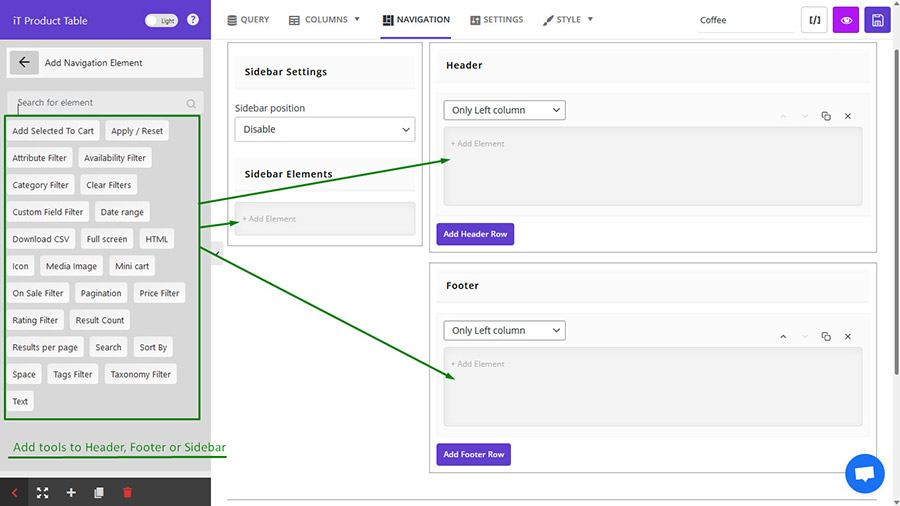 iT Product Table
Light
?
QUERY
COLUMNS
NAVIGATION
SETTINGS
STYLE
Coffee
[/]
Add Navigation Element
Search for element
Add Selected To Cart
Apply / Reset
Attribute Filter
Availability Filter
Category Filter
Clear Filters
Custom Field Filter
Date range
Download CSV
Full screen
HTML
Icon
Media Image
Mini cart
On Sale Filter
Pagination
Price Filter
Rating Filter
Result Count
Results per page
Search
Sort By
Space
Tags Filter
Taxonomy Filter
Text
Add tools to Header, Footer or Sidebar
Sidebar Settings
Sidebar position
Disable
Sidebar Elements
+ Add Element
Header
Only Left column
+ Add Element
Add Header Row
Footer
Only Left column
+ Add Element
Add Footer Row